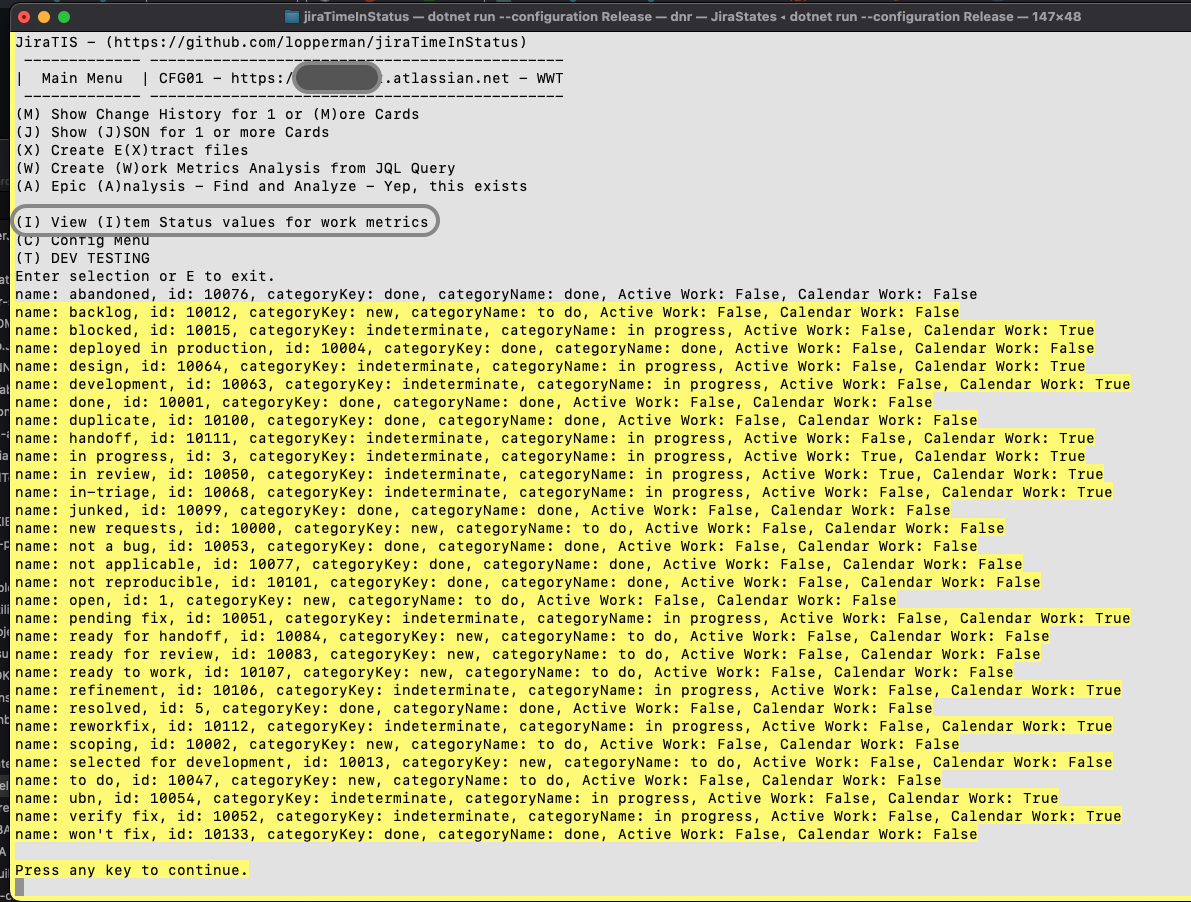 jiraTimeInStatus — dotnet run --configuration Release — dnr — JiraStates • dotnet run --configuration Release — 147×48
JiraTIS - (https://github.com/lopperman/jiraTimeInStatus)
------------- ----------------------------------------------
|  Main Menu  | CFG01 - https:/ .atlassian.net - WWT
------------- ----------------------------------------------
(M) Show Change History for 1 or (M)ore Cards
(J) Show (J)SON for 1 or more Cards
(X) Create E(X)tract files
(W) Create (W)ork Metrics Analysis from JQL Query
(A) Epic (A)nalysis - Find and Analyze - Yep, this exists
(I) View (I)tem Status values for work metrics
(C) Config Menu
(T) DEV TESTING
Enter selection or E to exit.
name: abandoned, id: 10076, categoryKey: done, categoryName: done, Active Work: False, Calendar Work: False
name: backlog, id: 10012, categoryKey: new, categoryName: to do, Active Work: False, Calendar Work: False
name: blocked, id: 10015, categoryKey: indeterminate, categoryName: in progress, Active Work: False, Calendar Work: True
name: deployed in production, id: 10004, categoryKey: done, categoryName: done, Active Work: False, Calendar Work: False
name: design, id: 10064, categoryKey: indeterminate, categoryName: in progress, Active Work: False, Calendar Work: True
name: development, id: 10063, categoryKey: indeterminate, categoryName: in progress, Active Work: False, Calendar Work: True
name: done, id: 10001, categoryKey: done, categoryName: done, Active Work: False, Calendar Work: False
name: duplicate, id: 10100, categoryKey: done, categoryName: done, Active Work: False, Calendar Work: False
name: handoff, id: 10111, categoryKey: indeterminate, categoryName: in progress, Active Work: False, Calendar Work: True
name: in progress, id: 3, categoryKey: indeterminate, categoryName: in progress, Active Work: True, Calendar Work: True
name: in review, id: 10050, categoryKey: indeterminate, categoryName: in progress, Active Work: True, Calendar Work: True
name: in-triage, id: 10068, categoryKey: indeterminate, categoryName: in progress, Active Work: False, Calendar Work: True
name: junked, id: 10099, categoryKey: done, categoryName: done, Active Work: False, Calendar Work: False
name: new requests, id: 10000, categoryKey: new, categoryName: to do, Active Work: False, Calendar Work: False
name: not a bug, id: 10053, categoryKey: done, categoryName: done, Active Work: False, Calendar Work: False
name: not applicable, id: 10077, categoryKey: done, categoryName: done, Active Work: False, Calendar Work: False
name: not reproducible, id: 10101, categoryKey: done, categoryName: done, Active Work: False, Calendar Work: False
name: open, id: 1, categoryKey: new, categoryName: to do, Active Work: False, Calendar Work: False
name: pending fix, id: 10051, categoryKey: indeterminate, categoryName: in progress, Active Work: False, Calendar Work: True
name: ready for handoff, id: 10084, categoryKey: new, categoryName: to do, Active Work: False, Calendar Work: False
name: ready for review, id: 10083, categoryKey: new, categoryName: to do, Active Work: False, Calendar Work: False
name: ready to work, id: 10107, categoryKey: new, categoryName: to do, Active Work: False, Calendar Work: False
name: refinement, id: 10106, categoryKey: indeterminate, categoryName: in progress, Active Work: False, Calendar Work: True
name: resolved, id: 5, categoryKey: done, categoryName: done, Active Work: False, Calendar Work: False
name: reworkfix, id: 10112, categoryKey: indeterminate, categoryName: in progress, Active Work: False, Calendar Work: True
name: scoping, id: 10002, categoryKey: new, categoryName: to do, Active Work: False, Calendar Work: False
name: selected for development, id: 10013, categoryKey: new, categoryName: to do, Active Work: False, Calendar Work: False
name: to do, id: 10047, categoryKey: new, categoryName: to do, Active Work: False, Calendar Work: False
name: ubn, id: 10054, categoryKey: indeterminate, categoryName: in progress, Active Work: False, Calendar Work: True
name: verify fix, id: 10052, categoryKey: indeterminate, categoryName: in progress, Active Work: False, Calendar Work: True
name: won't fix, id: 10133, categoryKey: done, categoryName: done, Active Work: False, Calendar Work: False
Press any key to continue.